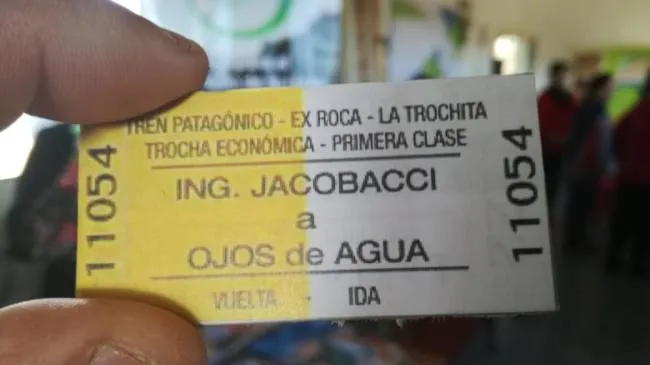 TREN PATAGÓNICO - EX ROCA - LA TROCHITA
TROCHA ECONÓMICA - PRIMERA CLASE
11054
ING. JACOBACCI
a
OJOS de AGUA
11054
VUELTA - IDA